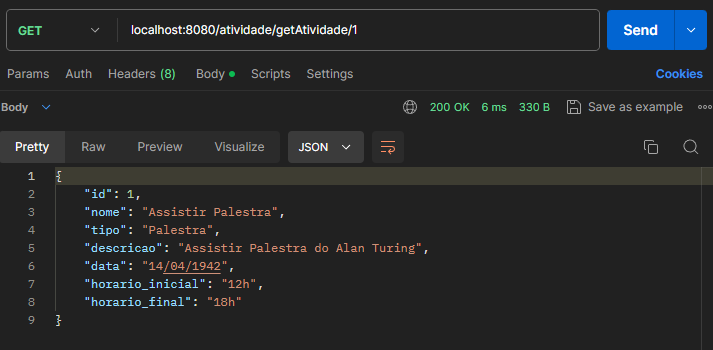 GET localhost:8080/atividade/getAtividade/1 Send
Params Auth Headers (8) Body Scripts Settings Cookies
Body 200 OK 6 ms 330 B Save as example
Pretty Raw Preview Visualize JSON
1 {
2 "id": 1,
3 "nome": "Assistir Palestra",
4 "tipo": "Palestra",
5 "descricao": "Assistir Palestra do Alan Turing",
6 "data": "14/04/1942",
7 "horario_inicial": "12h",
8 "horario_final": "18h"
9 }